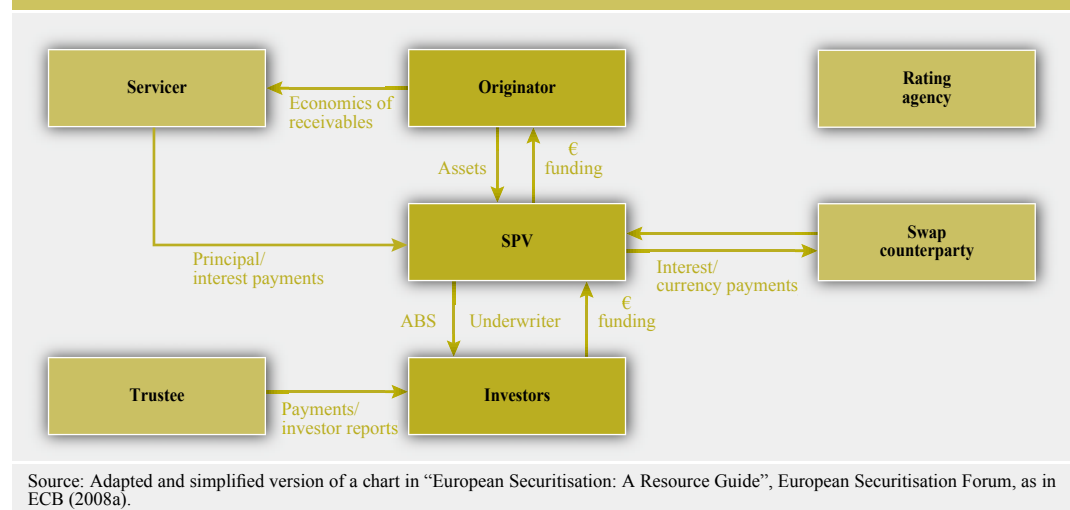 Servicer
Originator
Rating
agency
Economics of
receivables
Assets
€
funding
SPV
Swap
counterparty
Principal/
interest payments
Interest/
currency payments
ABS
Underwriter
€
funding
Trustee
Investors
Payments/
investor reports
Source: Adapted and simplified version of a chart in “European Securitisation: A Resource Guide”, European Securitisation Forum, as in
ECB (2008a).